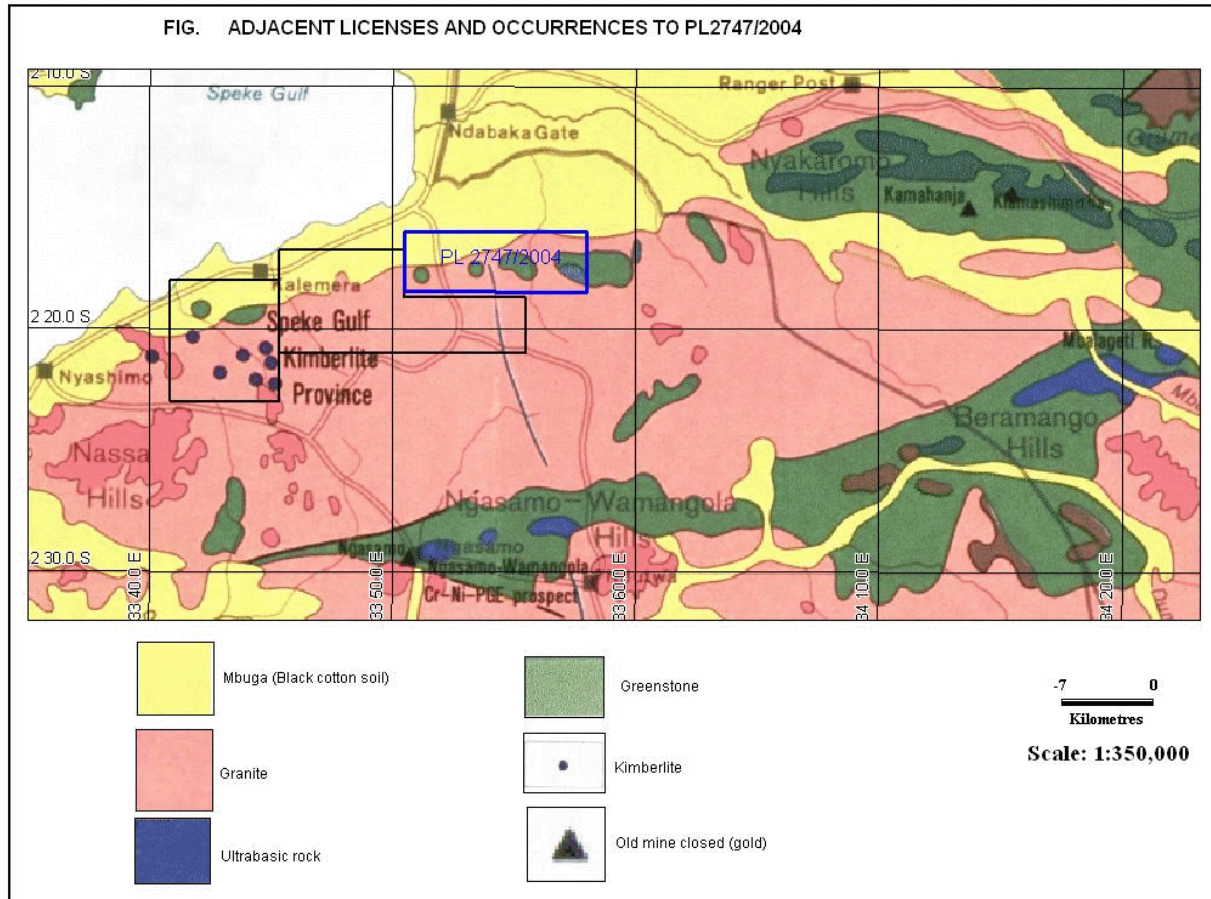 FIG. ADJACENT LICENSES AND OCCURRENCES TO PL2747/2004
2 10.0 S
Speke Gulf
Ranger Post
Ndabaka Gate
Nyakaromo
Hills
Kamahanja
PL 2747/2004
Kalemera
Speke Gulf
2 20.0 S
Kimberlite
Nyashimo
Province
Mbalageti R.
Beramango
Hills
Nassa
Hills
Ngasamo-Wamangola
Hills
Ngasamo
Ngasamo
2 30.0 S
Ngasamo-Wamangola
Cr-Ni-PGE prospect
33 40.0 E
33 50.0 E
33 60.0 E
34 10.0 E
34 20.0 E
Mbuga (Black cotton soil)
Greenstone
-7 0
Kilometres
Scale: 1:350,000
Granite
Kimberlite
Ultrabasic rock
Old mine closed (gold)